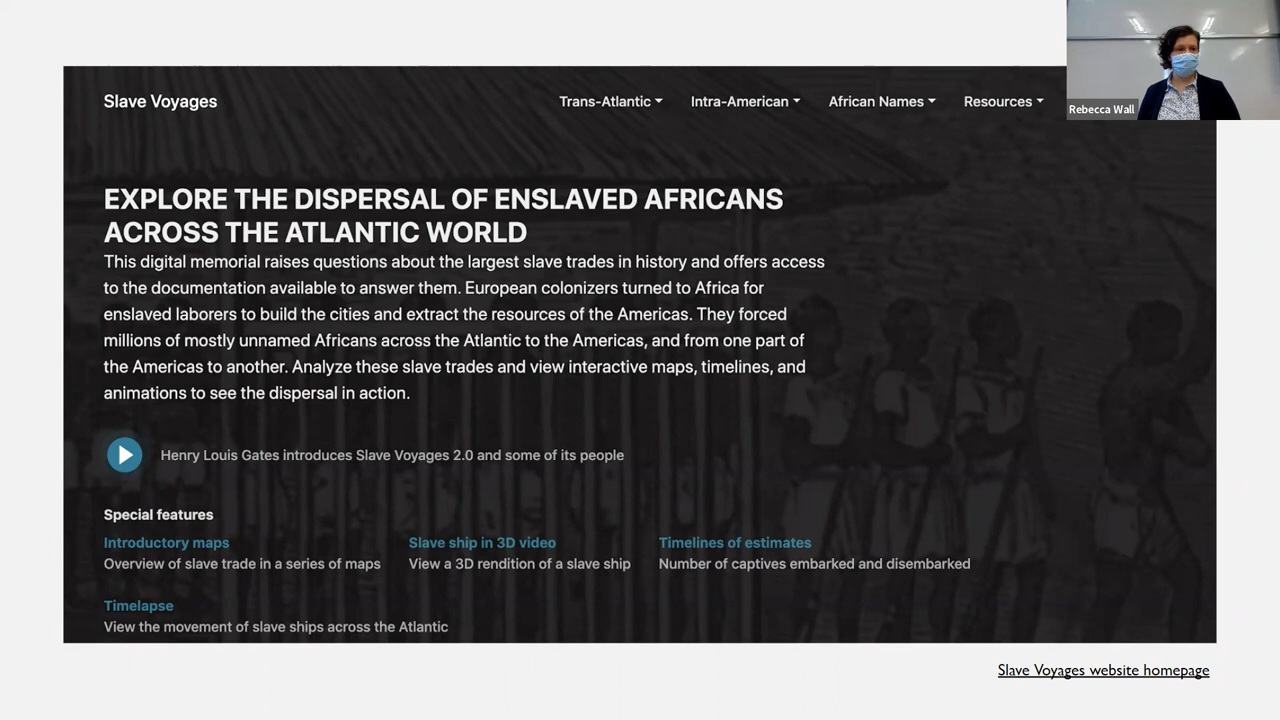 Slave Voyages
Trans-Atlantic
Intra-American
African Names
Resources
Rebecca Wall
EXPLORE THE DISPERSAL OF ENSLAVED AFRICANS
ACROSS THE ATLANTIC WORLD
This digital memorial raises questions about the largest slave trades in history and offers access
to the documentation available to answer them. European colonizers turned to Africa for
enslaved laborers to build the cities and extract the resources of the Americas. They forced
millions of mostly unnamed Africans across the Atlantic to the Americas, and from one part of
the Americas to another. Analyze these slave trades and view interactive maps, timelines, and
animations to see the dispersal in action.
Henry Louis Gates introduces Slave Voyages 2.0 and some of its people
Special features
Introductory maps
Overview of slave trade in a series of maps
Slave ship in 3D video
View a 3D rendition of a slave ship
Timelines of estimates
Number of captives embarked and disembarked
Timelapse
View the movement of slave ships across the Atlantic
Slave Voyages website homepage